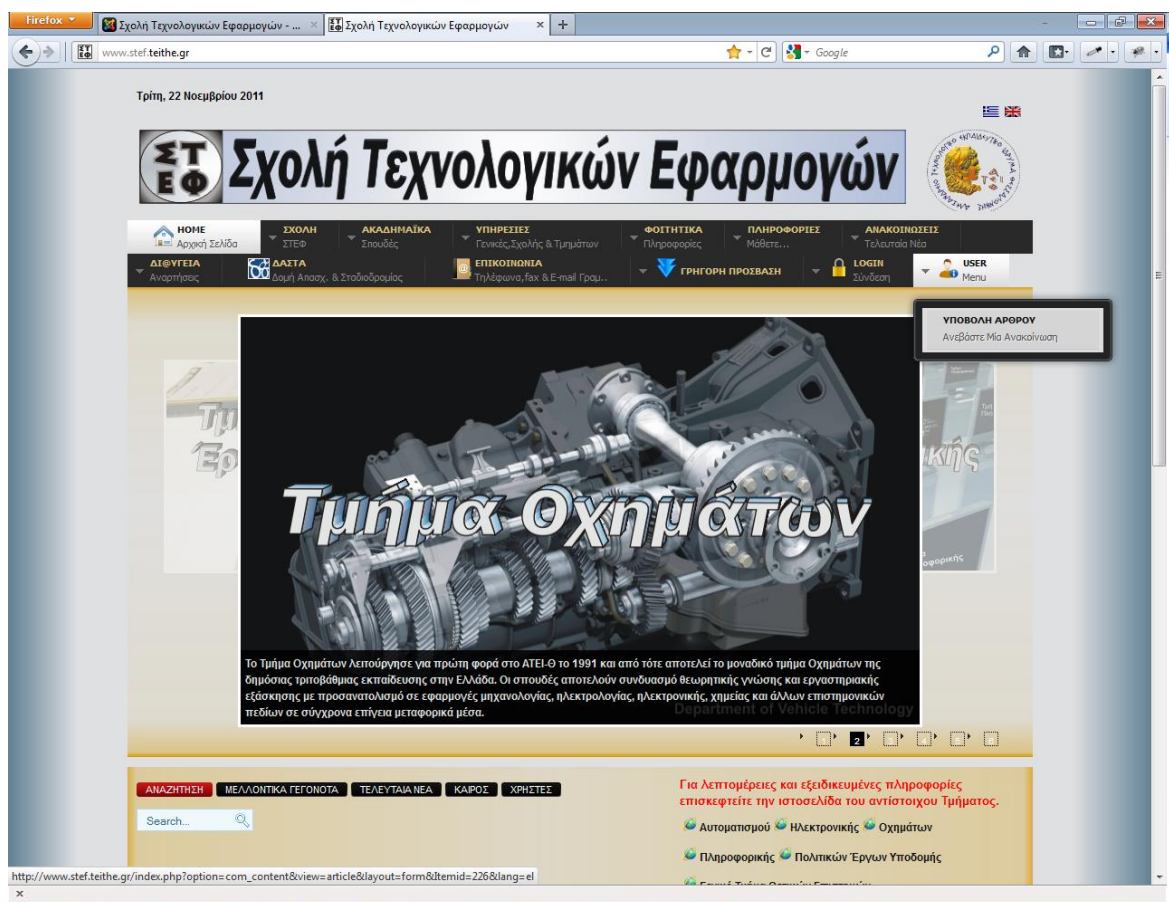 Firefox
Σχολή Τεχνολογικών Εφαρμογών - ...
Σχολή Τεχνολογικών Εφαρμογών
www.stef.teithe.gr
Google
Τρίτη, 22 Νοεμβρίου 2011
ΣΤ
ΕΦ
Σχολή Τεχνολογικών Εφαρμογών
HOME
Αρχική Σελίδα
ΣΧΟΛΗ
ΣΤΕΦ
ΑΚΑΔΗΜΑΪΚΑ
Σπουδές
ΥΠΗΡΕΣΙΕΣ
Γενικές,Σχολής & Τμημάτων
ΦΟΙΤΗΤΙΚΑ
Πληροφορίες
ΠΛΗΡΟΦΟΡΙΕΣ
Μάθετε...
ΑΝΑΚΟΙΝΩΣΕΙΣ
Τελευταία Νέα
ΔΙ@ΥΓΕΙΑ
Αναρτήσεις
ΔΑΣΤΑ
Δομή Απασχ. & Σταδιοδρομίας
ΕΠΙΚΟΙΝΩΝΙΑ
Τηλέφωνα,fax & E-mail Γραμ..
ΓΡΗΓΟΡΗ ΠΡΟΣΒΑΣΗ
LOGIN
Σύνδεση
USER
Menu
ΥΠΟΒΟΛΗ ΑΡΘΡΟΥ
Ανεβάστε Μία Ανακοίνωση
Τμήμα Οχημάτων
Το Τμήμα Οχημάτων λειτούργησε για πρώτη φορά στο ΑΤΕΙ-Θ το 1991 και από τότε αποτελεί το μοναδικό τμήμα Οχημάτων της
δημόσιας τριτοβάθμιας εκπαίδευσης στην Ελλάδα. Οι σπουδές αποτελούν συνδυασμό θεωρητικής γνώσης και εργαστηριακής
εξάσκησης με προσανατολισμό σε εφαρμογές μηχανολογίας, ηλεκτρολογίας, ηλεκτρονικής, χημείας και άλλων επιστημονικών
πεδίων σε σύγχρονα επίγεια μεταφορικά μέσα.
Department of Vehicle Technology
2
ΑΝΑΖΗΤΗΣΗ
ΜΕΛΛΟΝΤΙΚΑ ΓΕΓΟΝΟΤΑ
ΤΕΛΕΥΤΑΙΑ ΝΕΑ
ΚΑΙΡΟΣ
ΧΡΗΣΤΕΣ
Search...
Για λεπτομέρειες και εξειδικευμένες πληροφορίες
επισκεφτείτε την ιστοσελίδα του αντίστοιχου Τμήματος.
Αυτοματισμού Ηλεκτρονικής Οχημάτων
Πληροφορικής Πολιτικών Έργων Υποδομής
http://www.stef.teithe.gr/index.php?option=com_content&view=article&layout=form&Itemid=226&lang=el